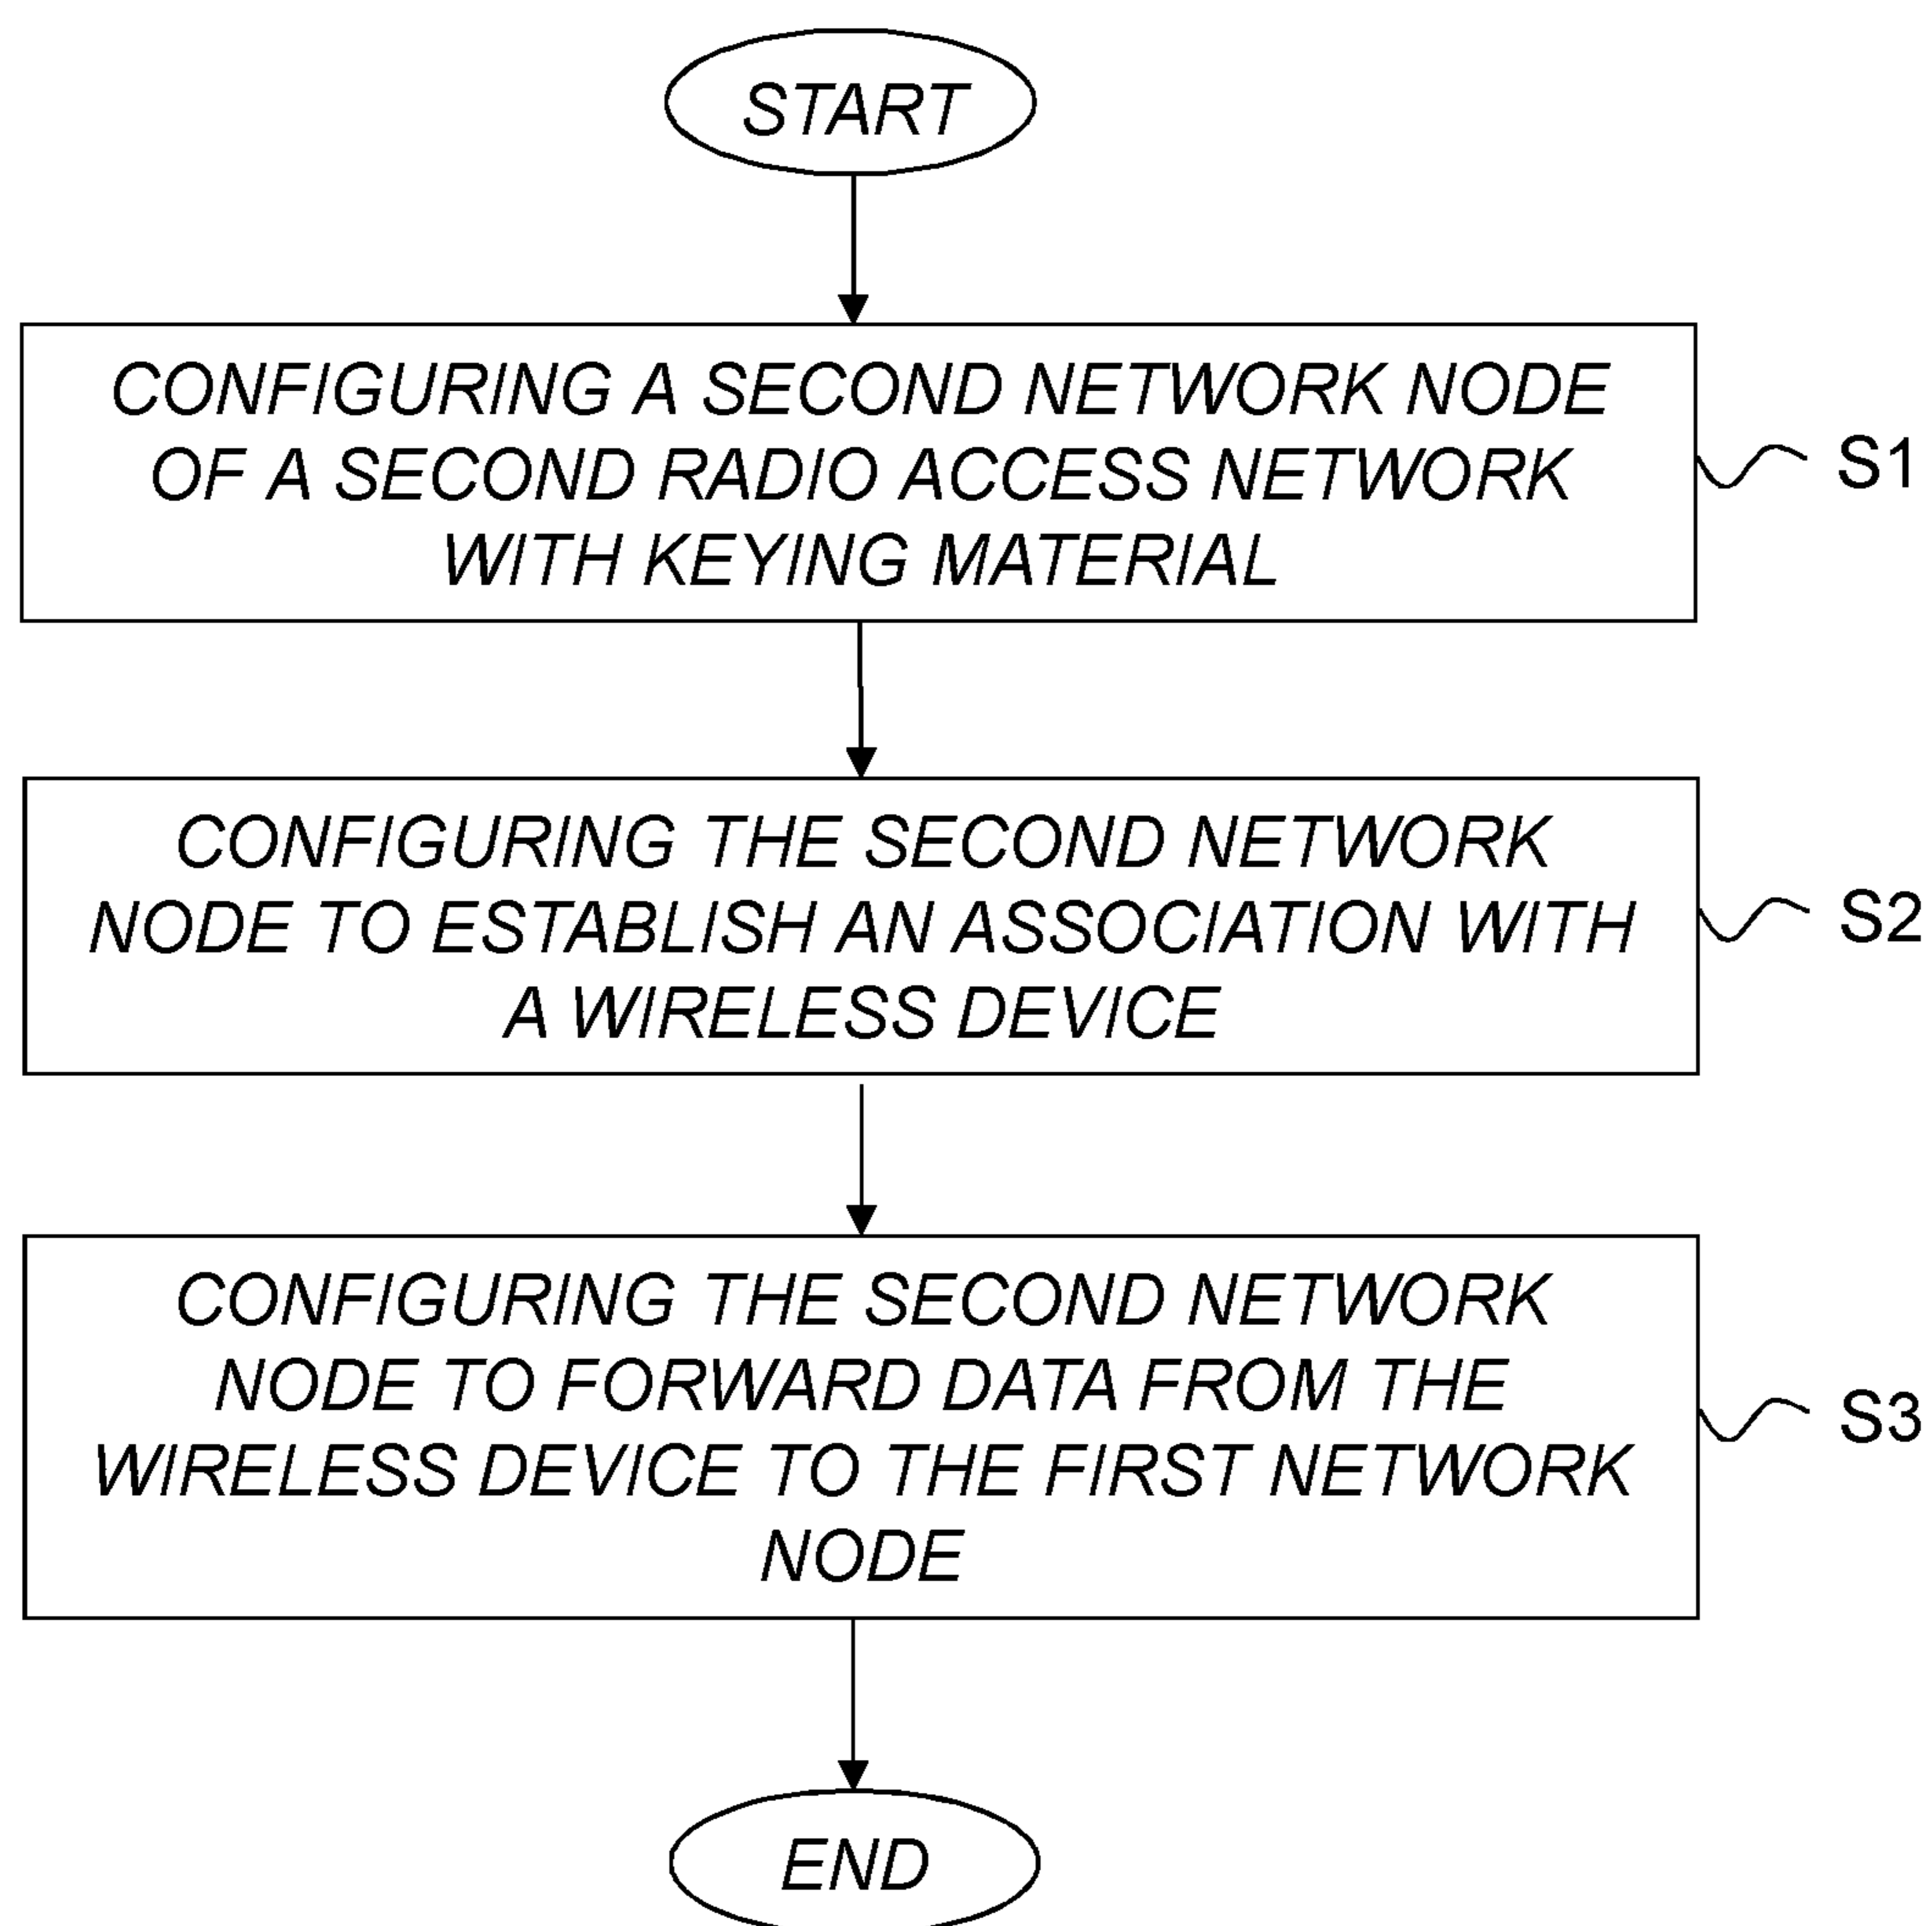 START
CONFIGURING A SECOND NETWORK NODE
OF A SECOND RADIO ACCESS NETWORK
WITH KEYING MATERIAL
S1
CONFIGURING THE SECOND NETWORK
NODE TO ESTABLISH AN ASSOCIATION WITH
A WIRELESS DEVICE
S2
CONFIGURING THE SECOND NETWORK
NODE TO FORWARD DATA FROM THE
WIRELESS DEVICE TO THE FIRST NETWORK
NODE
S3
END